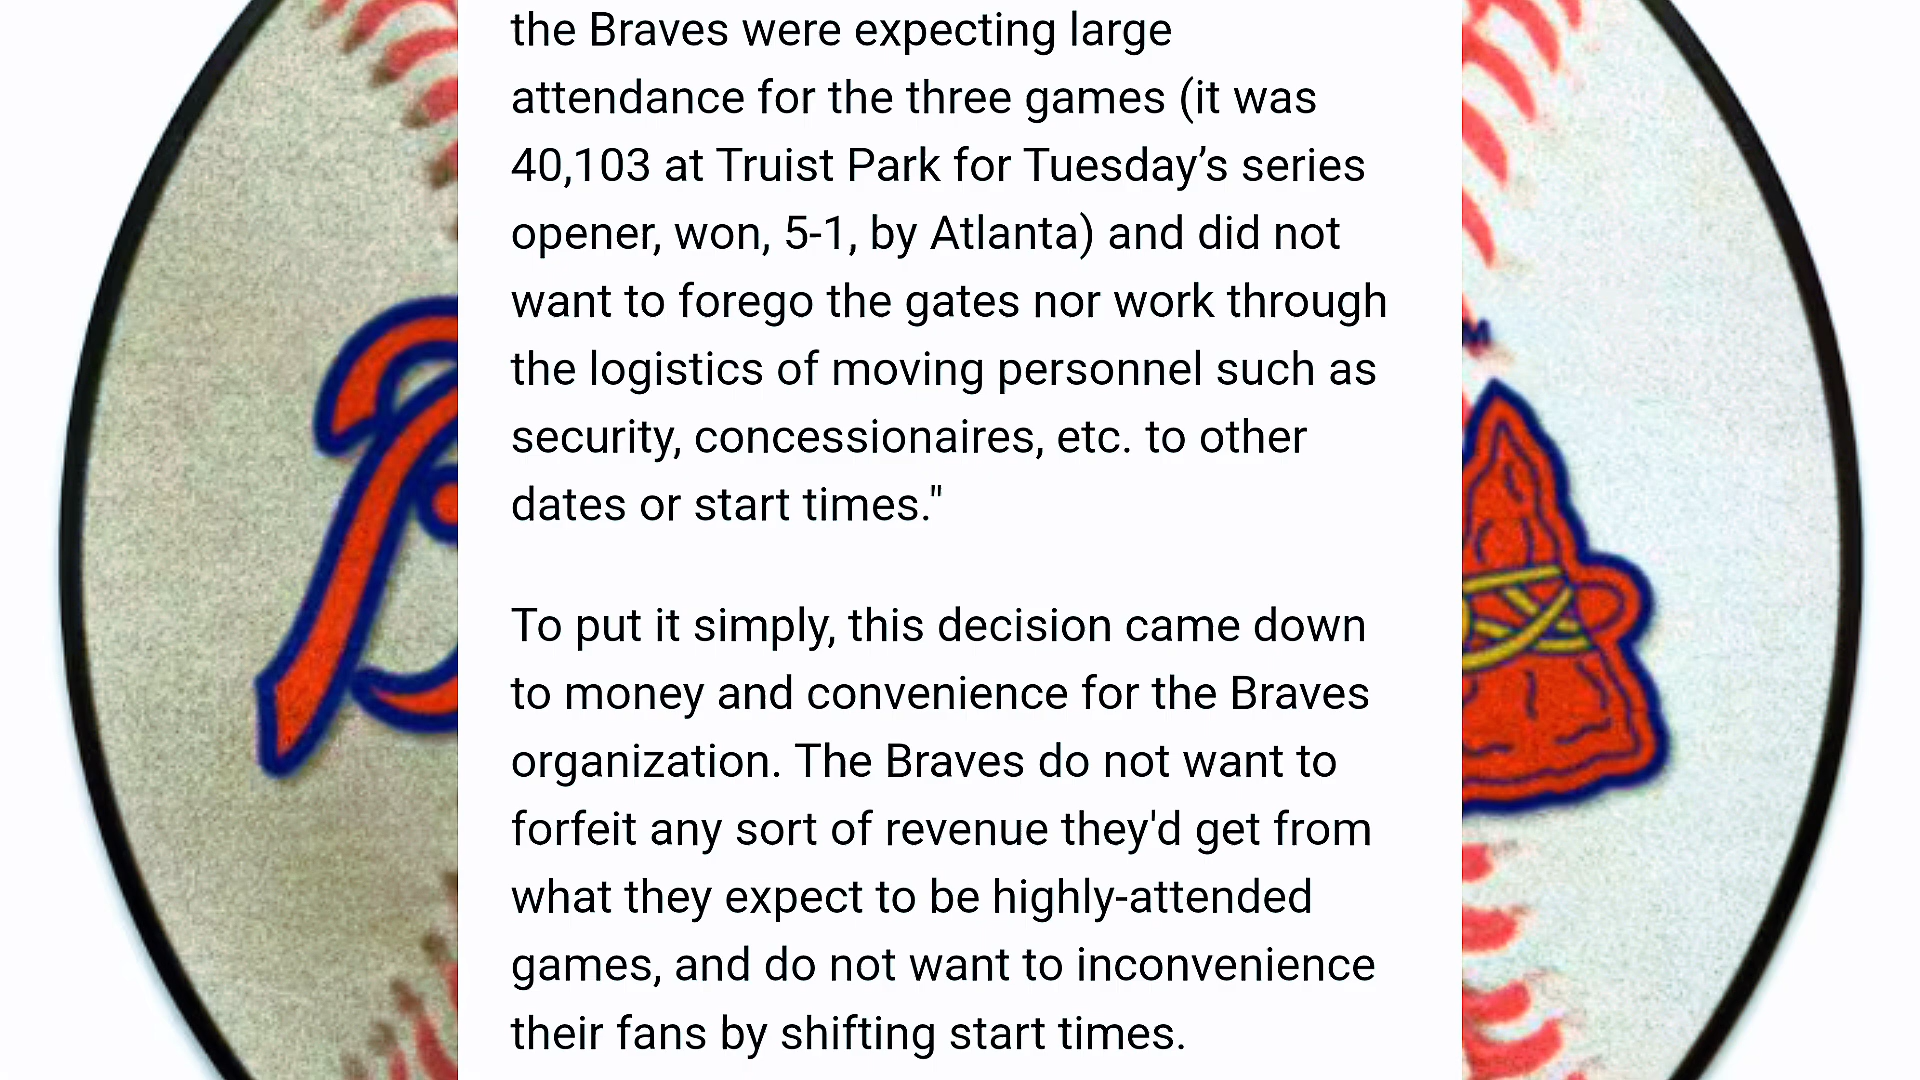 the Braves were expecting large
attendance for the three games (it was
40,103 at Truist Park for Tuesday’s series
opener, won, 5-1, by Atlanta) and did not
want to forego the gates nor work through
the logistics of moving personnel such as
security, concessionaires, etc. to other
dates or start times."
To put it simply, this decision came down
to money and convenience for the Braves
organization. The Braves do not want to
forfeit any sort of revenue they'd get from
what they expect to be highly-attended
games, and do not want to inconvenience
their fans by shifting start times.